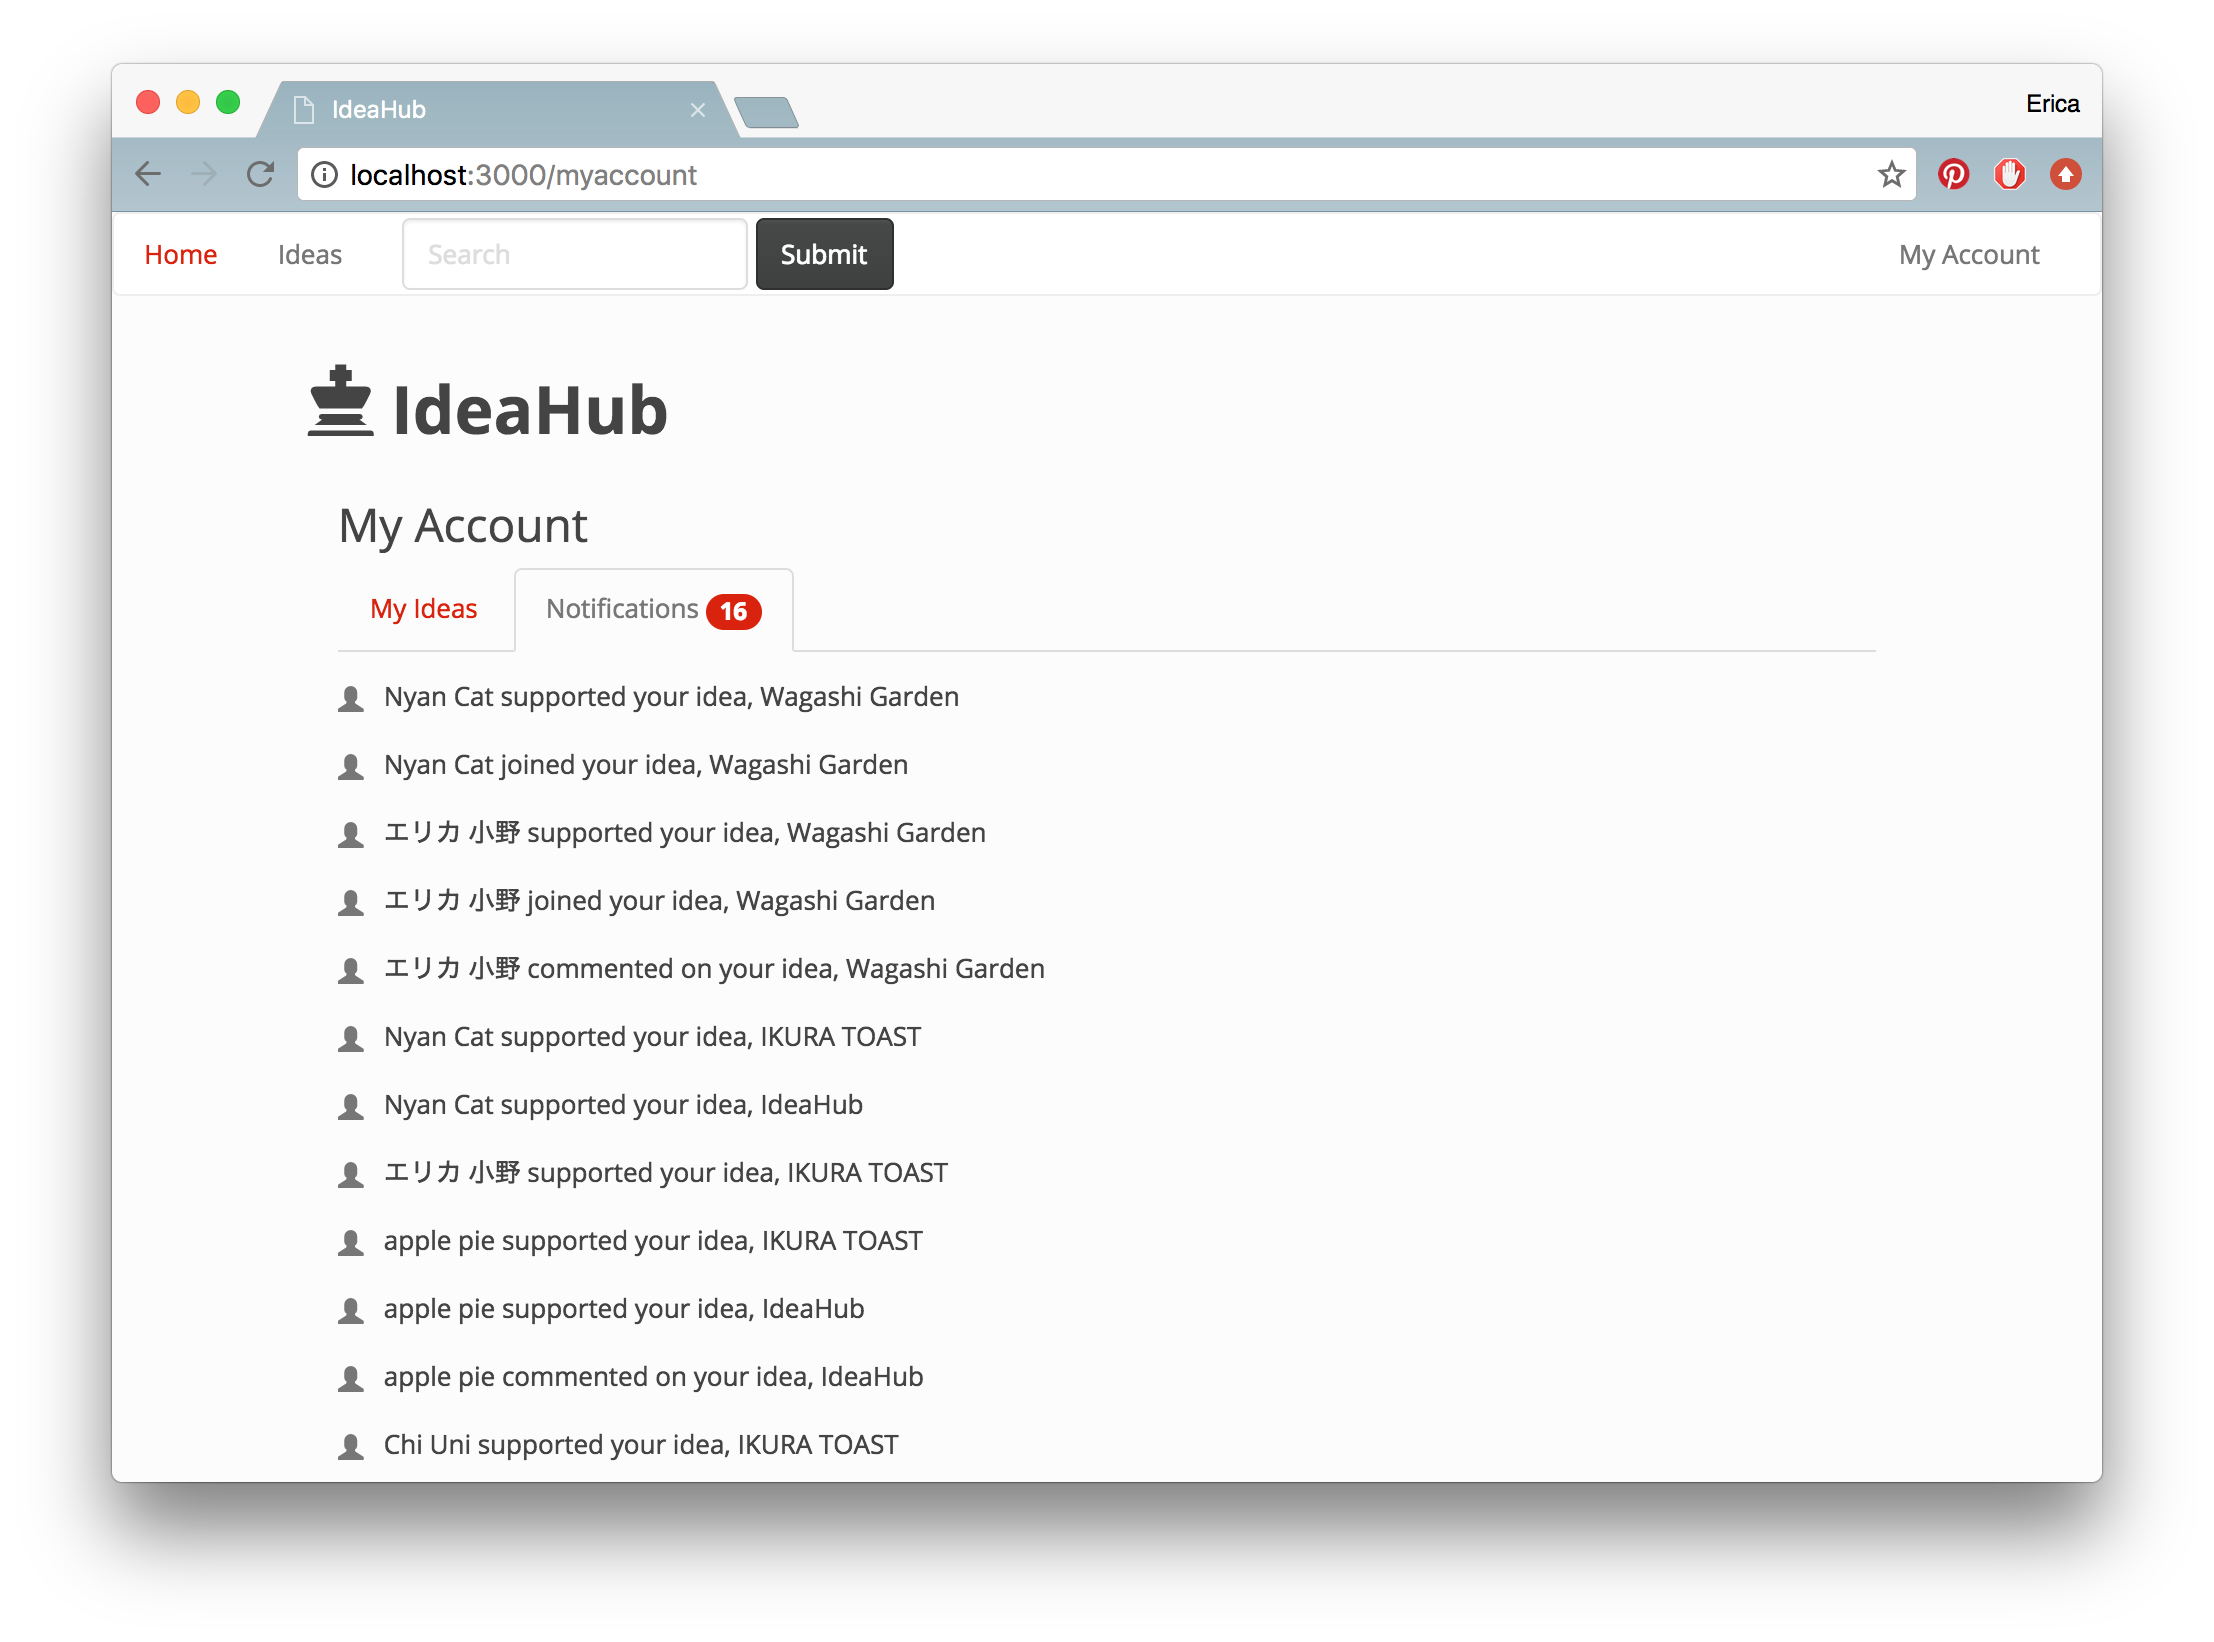 IdeaHub
Erica
localhost:3000/myaccount
Home Ideas Search Submit My Account
IdeaHub
My Account
My Ideas Notifications 16
Nyan Cat supported your idea, Wagashi Garden
Nyan Cat joined your idea, Wagashi Garden
エリカ 小野 supported your idea, Wagashi Garden
エリカ 小野 joined your idea, Wagashi Garden
エリカ 小野 commented on your idea, Wagashi Garden
Nyan Cat supported your idea, IKURA TOAST
Nyan Cat supported your idea, IdeaHub
エリカ 小野 supported your idea, IKURA TOAST
apple pie supported your idea, IKURA TOAST
apple pie supported your idea, IdeaHub
apple pie commented on your idea, IdeaHub
Chi Uni supported your idea, IKURA TOAST